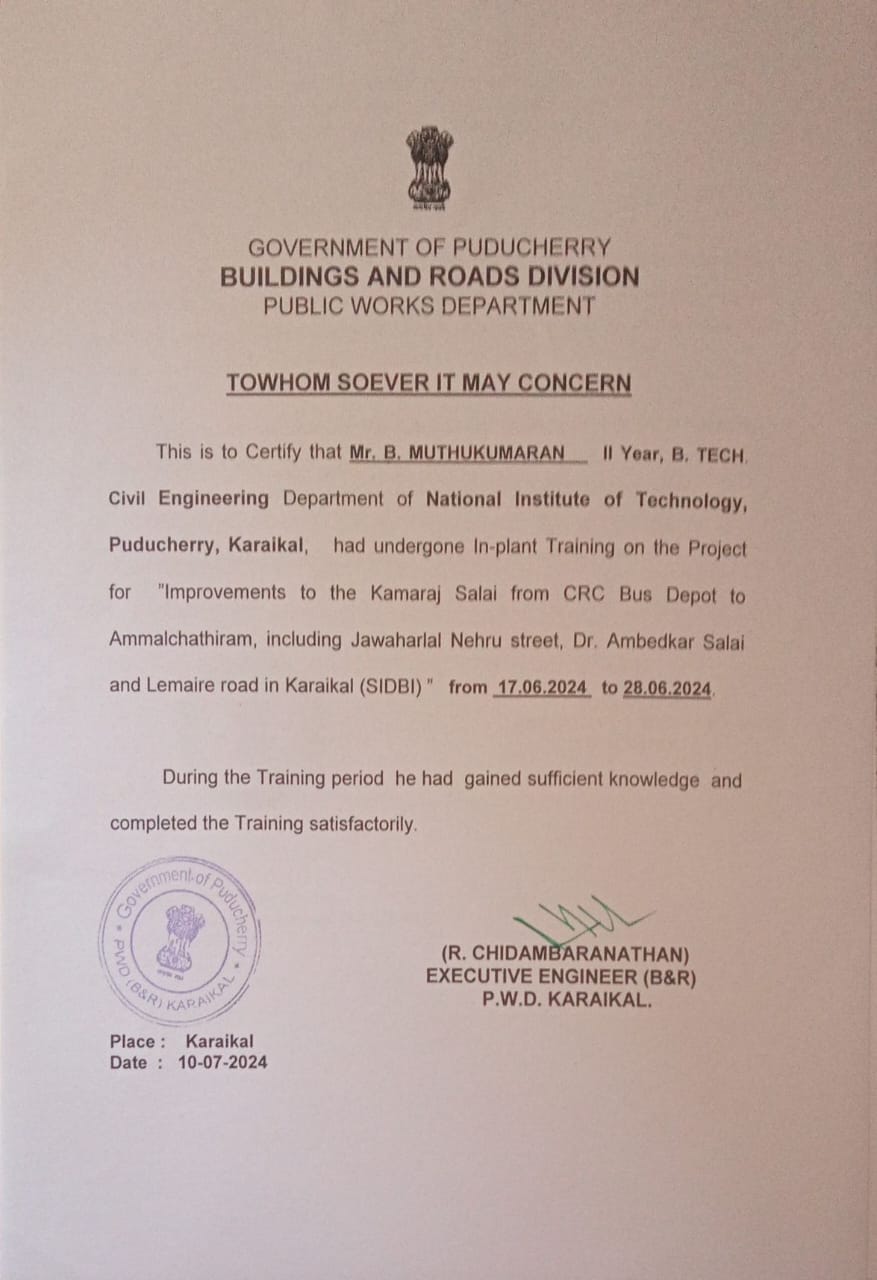 GOVERNMENT OF PUDUCHERRY
BUILDINGS AND ROADS DIVISION
PUBLIC WORKS DEPARTMENT
TOWHOM SOEVER IT MAY CONCERN
This is to Certify that Mr. B. MUTHUKUMARAN II Year, B. TECH.
Civil Engineering Department of National Institute of Technology,
Puducherry, Karaikal, had undergone In-plant Training on the Project
for "Improvements to the Kamaraj Salai from CRC Bus Depot to
Ammalchathiram, including Jawaharlal Nehru street, Dr. Ambedkar Salai
and Lemaire road in Karaikal (SIDBI) " from 17.06.2024 to 28.06.2024.
During the Training period he had gained sufficient knowledge and
completed the Training satisfactorily.
Government of Puducherry
PWD (B&R) KARAIKAL
(R. CHIDAMBARANATHAN)
EXECUTIVE ENGINEER (B&R)
P.W.D. KARAIKAL.
Place : Karaikal
Date : 10-07-2024